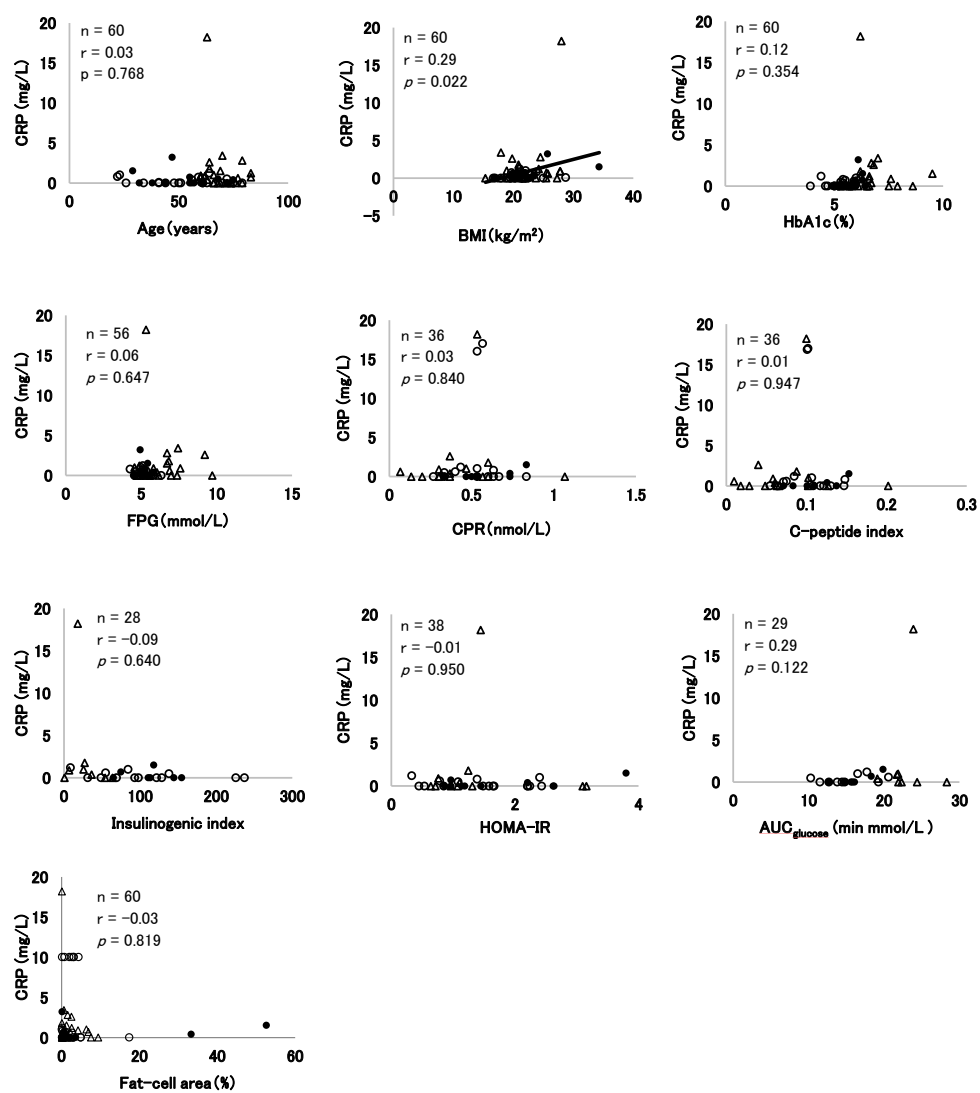 20
15
10
5
0
CRP (mg/L)
n = 60
r = 0.03
p = 0.768
0 50 100
Age (years)
20
15
10
5
0
−5
CRP (mg/L)
n = 60
r = 0.29
p = 0.022
0 10 20 30 40
BMI (kg/m²)
20
15
10
5
0
CRP (mg/L)
n = 60
r = 0.12
p = 0.354
0 5 10
HbA1c (%)
20
15
10
5
0
CRP (mg/L)
n = 56
r = 0.06
p = 0.647
0 5 10 15
FPG (mmol/L)
20
15
10
5
0
CRP (mg/L)
n = 36
r = 0.03
p = 0.840
0 0.5 1 1.5
CPR (nmol/L)
20
15
10
5
0
CRP (mg/L)
n = 36
r = 0.01
p = 0.947
0 0.1 0.2 0.3
C-peptide index
20
15
10
5
0
CRP (mg/L)
n = 28
r = −0.09
p = 0.640
0 100 200 300
Insulinogenic index
20
15
10
5
0
CRP (mg/L)
n = 38
r = −0.01
p = 0.950
0 2 4
HOMA-IR
20
15
10
5
0
CRP (mg/L)
n = 29
r = 0.29
p = 0.122
0 10 20 30
AUCglucose (min mmol/L)
20
15
10
5
0
CRP (mg/L)
n = 60
r = −0.03
p = 0.819
0 20 40 60
Fat-cell area (%)